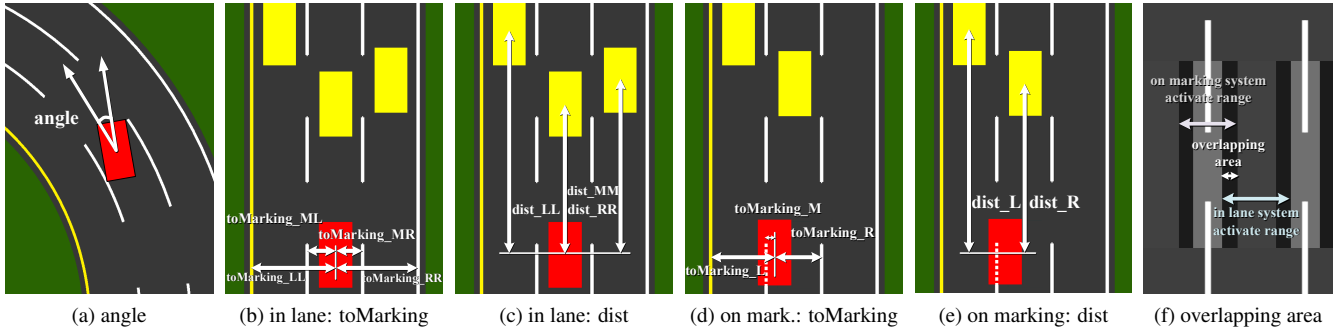 angle
toMarking_ML
toMarking_MR
toMarking_LL
toMarking_RR
dist_MM
dist_LL
dist_RR
toMarking_M
toMarking_R
toMarking_L
dist_L
dist_R
on marking system
activate range
overlapping
area
in lane system
activate range
(a) angle
(b) in lane: toMarking
(c) in lane: dist
(d) on mark.: toMarking
(e) on marking: dist
(f) overlapping area